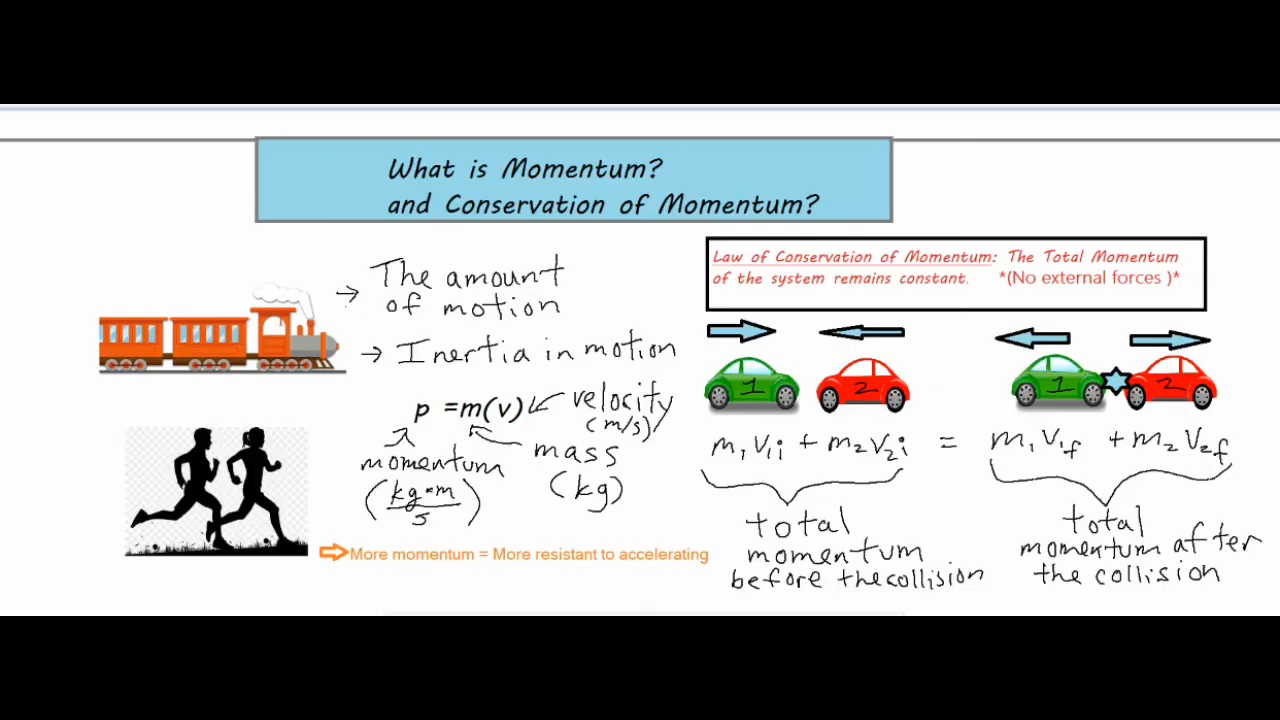 What is Momentum?
and Conservation of Momentum?
→ The amount
of motion
→ Inertia in motion
p = m(v)
velocity
(m/s)
momentum
(kg*m/s)
mass
(kg)
⇨ More momentum = More resistant to accelerating
Law of Conservation of Momentum: The Total Momentum
of the system remains constant. *(No external forces )*
1 2 1 2
m₁v₁ᵢ + m₂v₂ᵢ = m₁v₁f + m₂v₂f
total
momentum
before the collision
total
momentum after
the collision